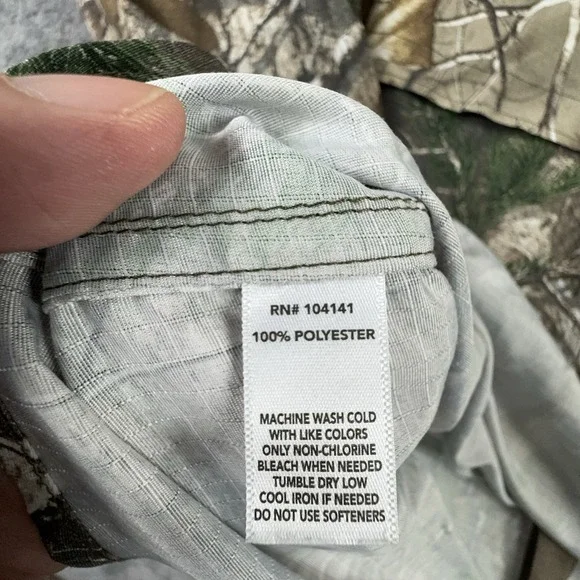 RN# 104141
100% POLYESTER
MACHINE WASH COLD
WITH LIKE COLORS
ONLY NON-CHLORINE
BLEACH WHEN NEEDED
TUMBLE DRY LOW
COOL IRON IF NEEDED
DO NOT USE SOFTENERS